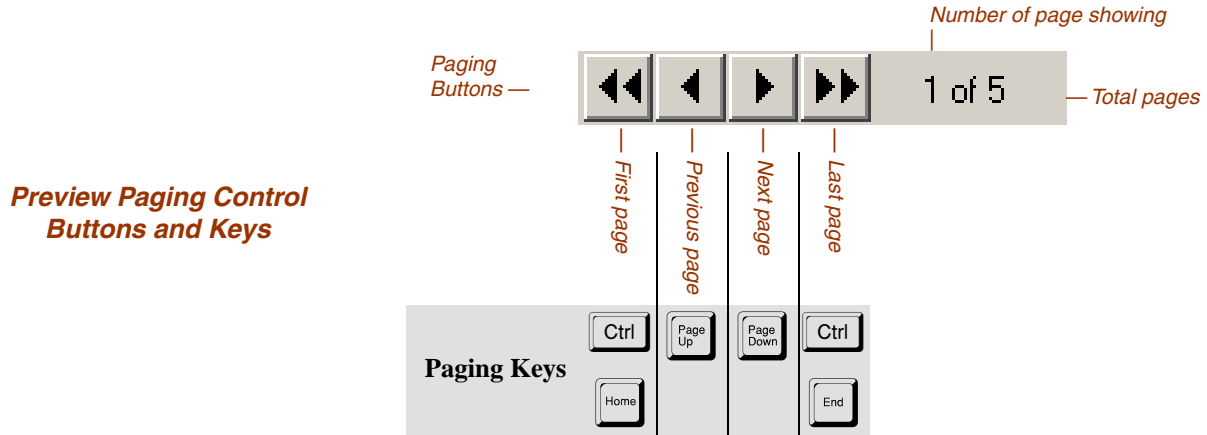 Number of page showing
Paging
Buttons —
1 of 5
— Total pages
First page
Previous page
Next page
Last page
Preview Paging Control
Buttons and Keys
Paging Keys
Ctrl
Page
Up
Page
Down
Ctrl
Home
End